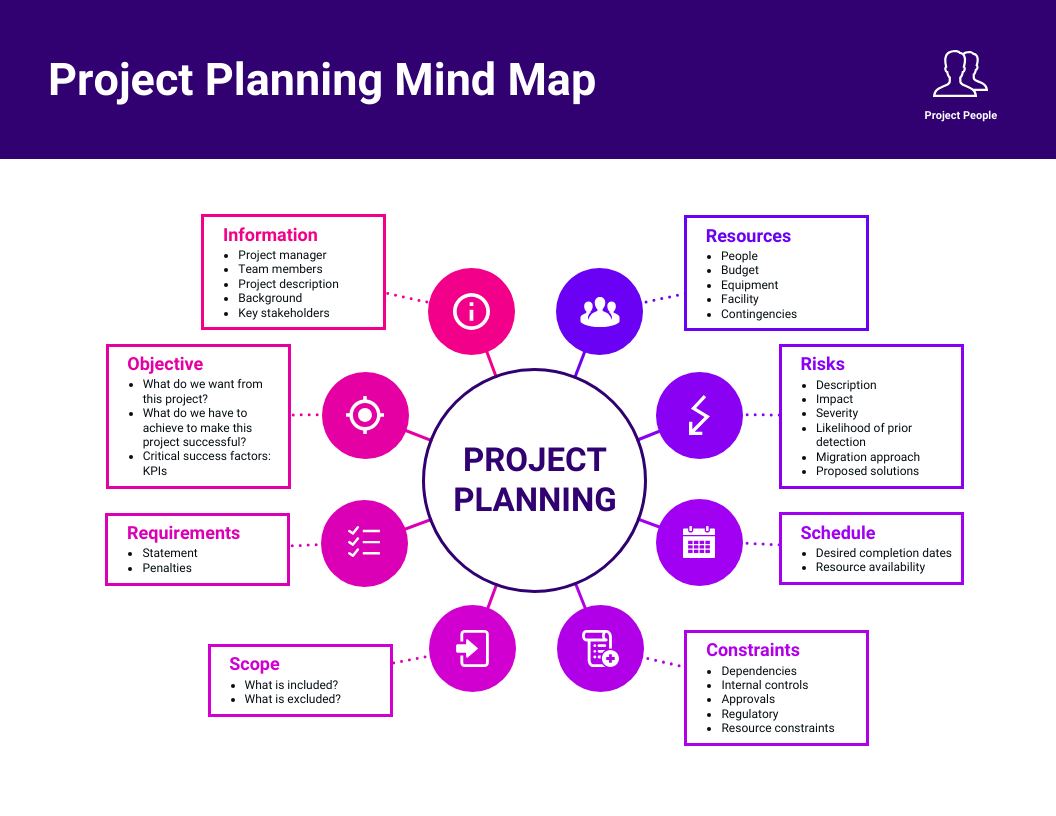 Project Planning Mind Map
Project People
Information
• Project manager
• Team members
• Project description
• Background
• Key stakeholders
Objective
• What do we want from
this project?
• What do we have to
achieve to make this
project successful?
• Critical success factors:
KPIs
Requirements
• Statement
• Penalties
Scope
• What is included?
• What is excluded?
PROJECT
PLANNING
Resources
• People
• Budget
• Equipment
• Facility
• Contingencies
Risks
• Description
• Impact
• Severity
• Likelihood of prior
detection
• Migration approach
• Proposed solutions
Schedule
• Desired completion dates
• Resource availability
Constraints
• Dependencies
• Internal controls
• Approvals
• Regulatory
• Resource constraints